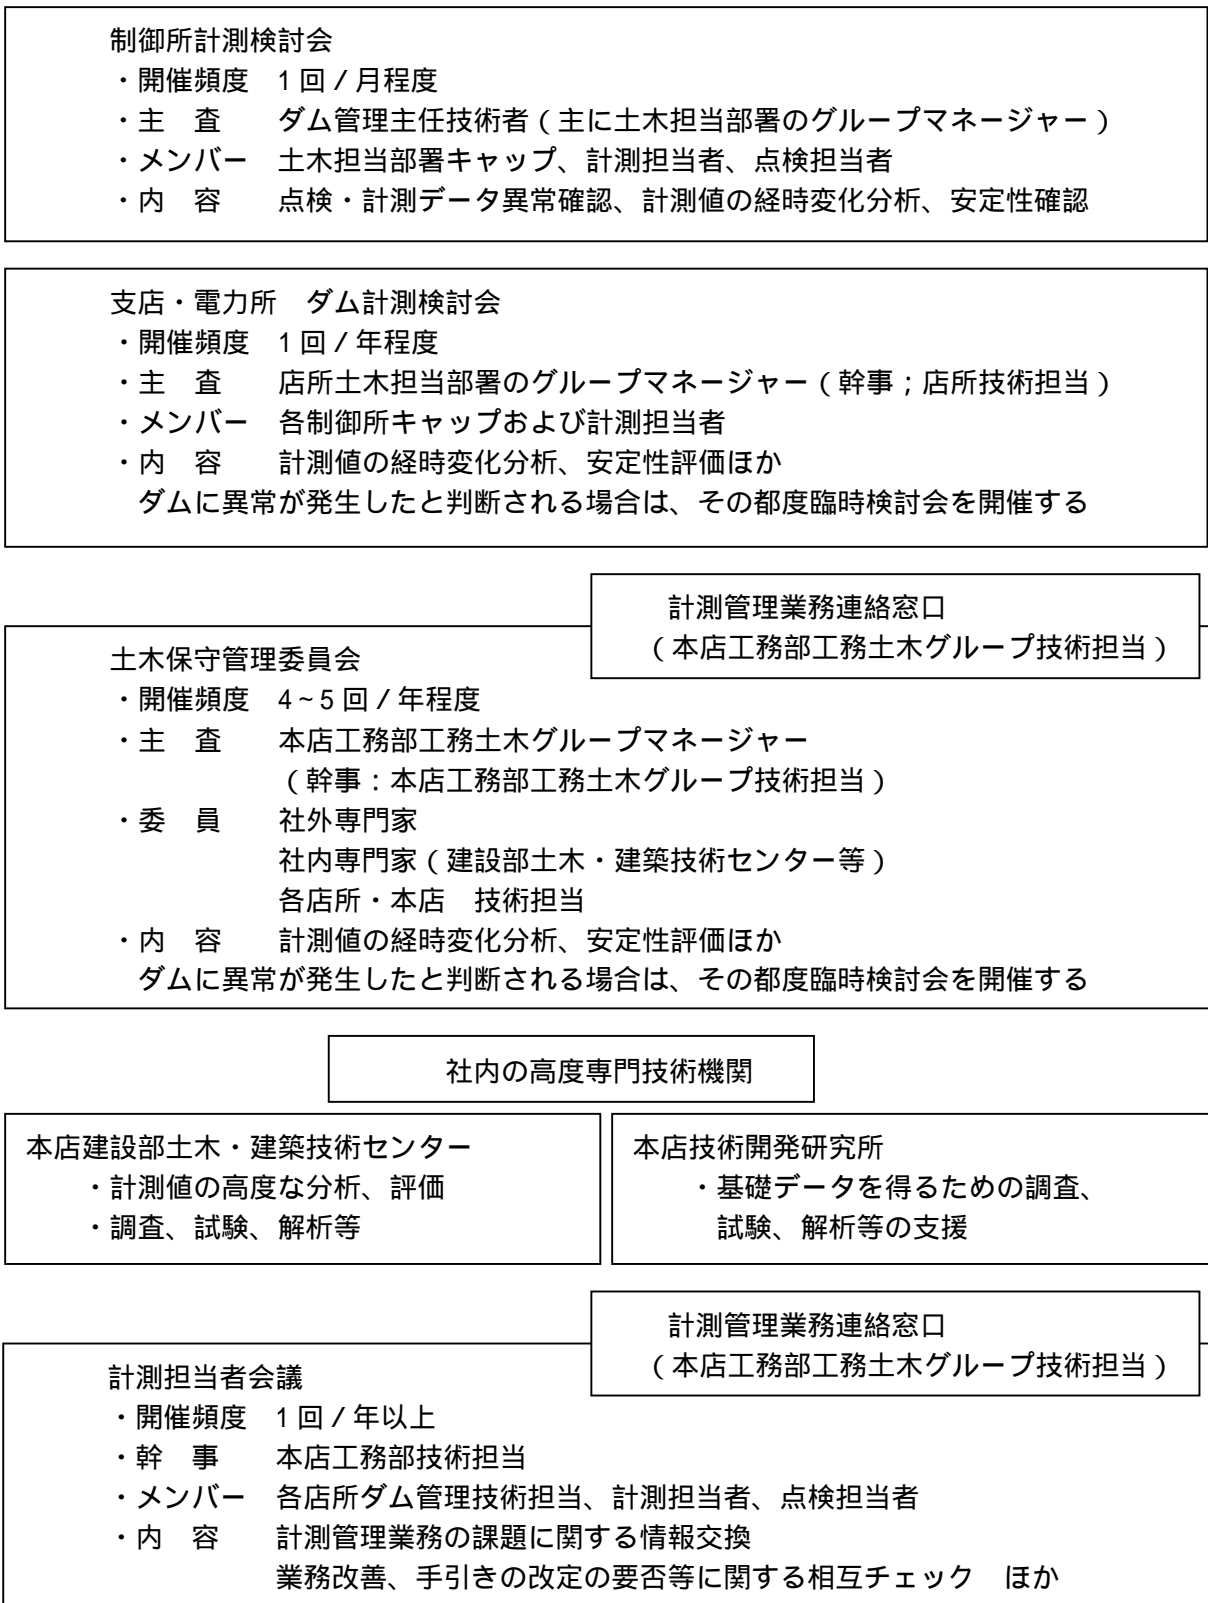 制御所計測検討会
・開催頻度　1回／月程度
・主　査　　ダム管理主任技術者（主に土木担当部署のグループマネージャー）
・メンバー　土木担当部署キャップ、計測担当者、点検担当者
・内　容　　点検・計測データ異常確認、計測値の経時変化分析、安定性確認
支店・電力所　ダム計測検討会
・開催頻度　1回／年程度
・主　査　　店所土木担当部署のグループマネージャー（幹事；店所技術担当）
・メンバー　各制御所キャップおよび計測担当者
・内　容　　計測値の経時変化分析、安定性評価ほか
ダムに異常が発生したと判断される場合は、その都度臨時検討会を開催する
計測管理業務連絡窓口
（本店工務部工務土木グループ技術担当）
土木保守管理委員会
・開催頻度　4~5回／年程度
・主　査　　本店工務部工務土木グループマネージャー
（幹事：本店工務部工務土木グループ技術担当）
・委　員　　社外専門家
社内専門家（建設部土木・建築技術センター等）
各店所・本店　技術担当
・内　容　　計測値の経時変化分析、安定性評価ほか
ダムに異常が発生したと判断される場合は、その都度臨時検討会を開催する
社内の高度専門技術機関
本店建設部土木・建築技術センター
・計測値の高度な分析、評価
・調査、試験、解析等
本店技術開発研究所
・基礎データを得るための調査、
試験、解析等の支援
計測管理業務連絡窓口
（本店工務部工務土木グループ技術担当）
計測担当者会議
・開催頻度　1回／年以上
・幹　事　　本店工務部技術担当
・メンバー　各店所ダム管理技術担当、計測担当者、点検担当者
・内　容　　計測管理業務の課題に関する情報交換
業務改善、手引きの改定の要否等に関する相互チェック　ほか